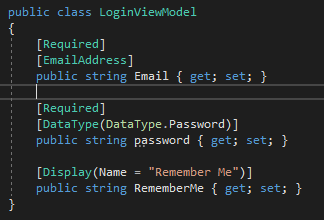 public class LoginViewModel
{
[Required]
[EmailAddress]
public string Email { get; set; }
[Required]
[DataType(DataType.Password)]
public string password { get; set; }
[Display(Name = "Remember Me")]
public string RememberMe { get; set; }
}